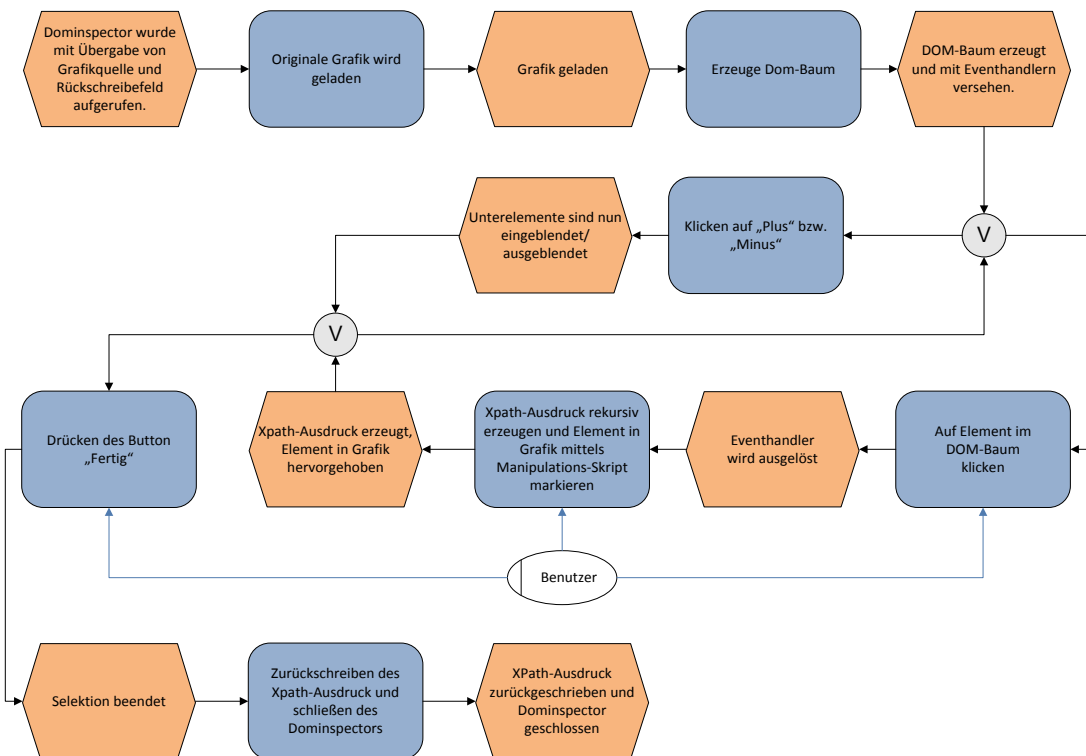 Dominspector wurde
mit Übergabe von
Grafikquelle und
Rückschreibefeld
aufgerufen.
Originale Grafik wird
geladen
Grafik geladen
Erzeuge Dom-Baum
DOM-Baum erzeugt
und mit Eventhandlern
versehen.
Unterelemente sind nun
eingeblendet/
ausgeblendet
Klicken auf „Plus“ bzw.
„Minus“
V
V
Drücken des Button
„Fertig“
Xpath-Ausdruck erzeugt,
Element in Grafik
hervorgehoben
Xpath-Ausdruck rekursiv
erzeugen und Element in
Grafik mittels
Manipulations-Skript
markieren
Eventhandler
wird ausgelöst
Auf Element im
DOM-Baum
klicken
Benutzer
Selektion beendet
Zurückschreiben des
Xpath-Ausdruck und
schließen des
Dominspectors
XPath-Ausdruck
zurückgeschrieben und
Dominspector
geschlossen